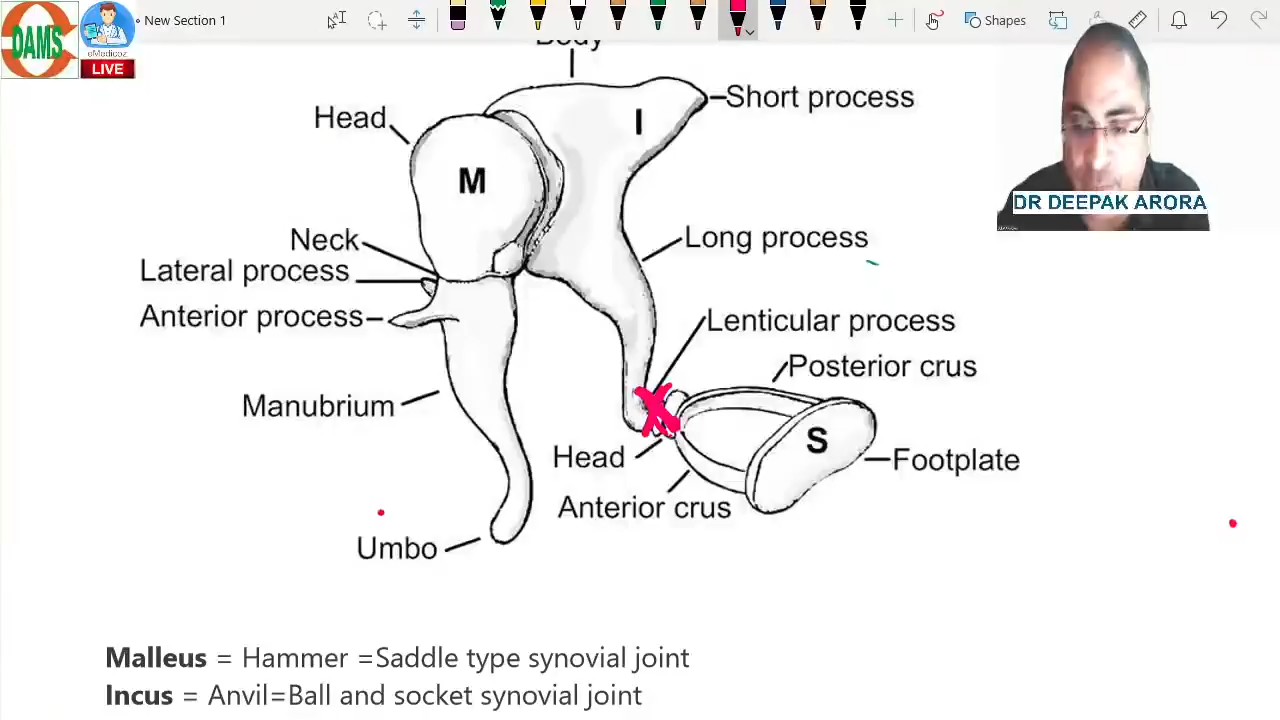 DAMS
eMedicoz
LIVE
New Section 1
Shapes
Body
Short process
Head
I
M
DR DEEPAK ARORA
Neck
Long process
Lateral process
Anterior process
Lenticular process
Posterior crus
Manubrium
S
Head
Footplate
Anterior crus
Umbo
Malleus = Hammer =Saddle type synovial joint
Incus = Anvil=Ball and socket synovial joint